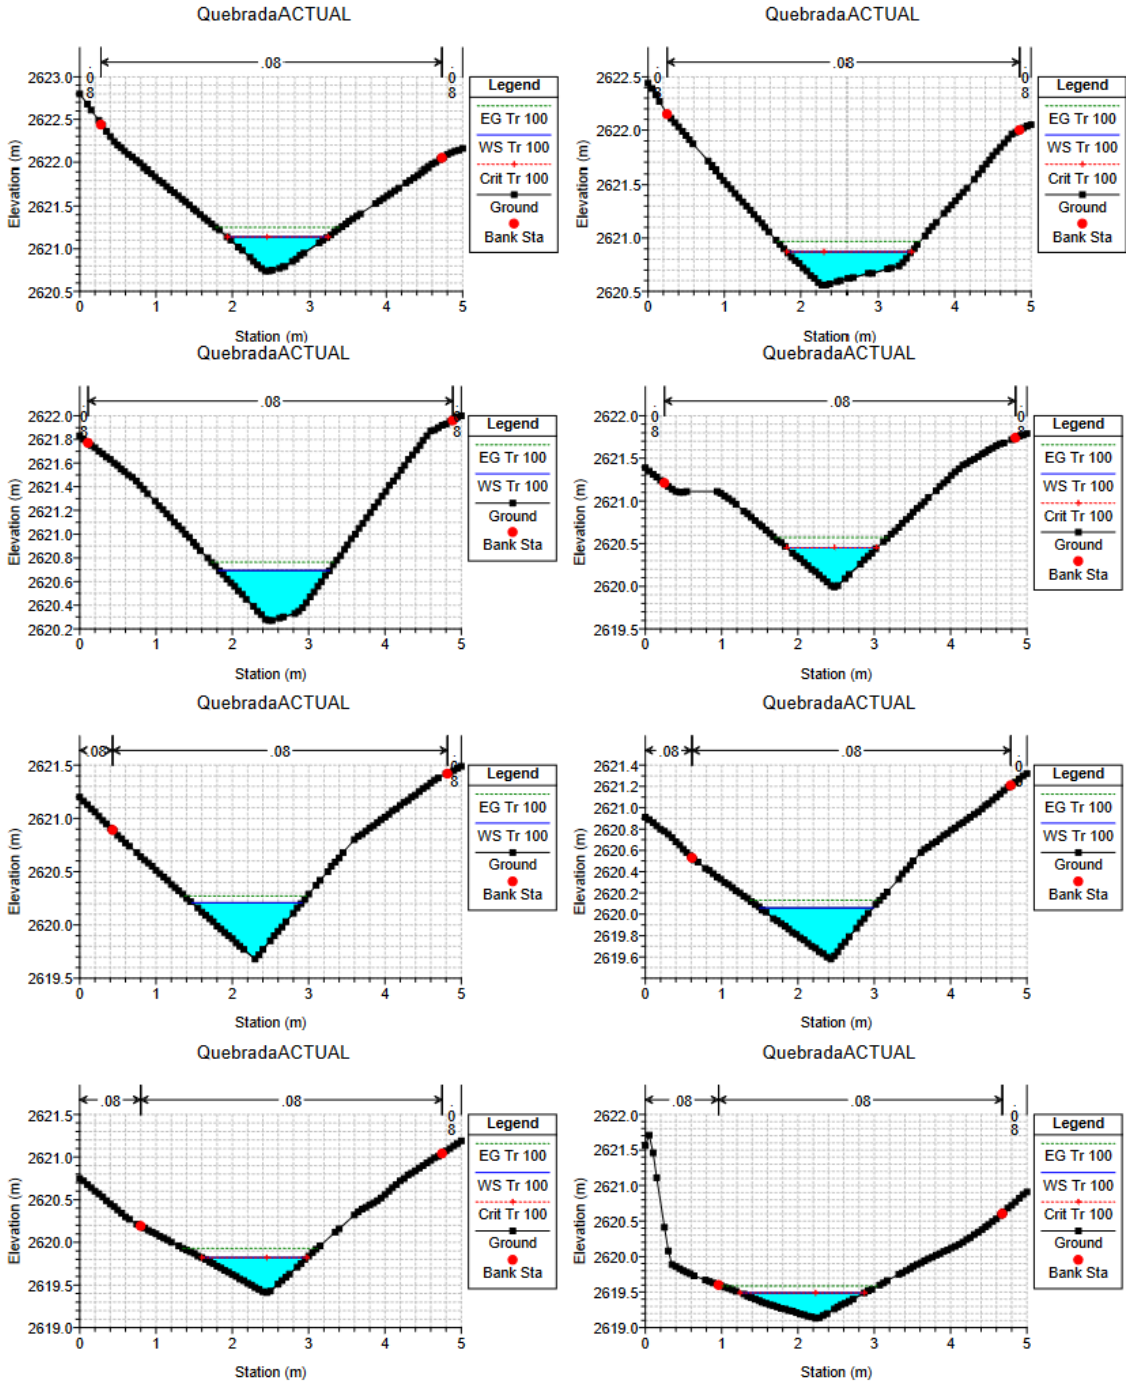 QuebradaACTUAL
.08
.08
.08
2623.0
2622.5
2622.0
2621.5
2621.0
2620.5
0
1
2
3
4
5
Elevation (m)
Station (m)
Legend
EG Tr 100
WS Tr 100
Crit Tr 100
Ground
Bank Sta
QuebradaACTUAL
.08
.08
.08
2622.5
2622.0
2621.5
2621.0
2620.5
0
1
2
3
4
5
Elevation (m)
Station (m)
Legend
EG Tr 100
WS Tr 100
Crit Tr 100
Ground
Bank Sta
QuebradaACTUAL
.08
.08
.08
2622.0
2621.8
2621.6
2621.4
2621.2
2621.0
2620.8
2620.6
2620.4
2620.2
0
1
2
3
4
5
Elevation (m)
Station (m)
Legend
EG Tr 100
WS Tr 100
Ground
Bank Sta
QuebradaACTUAL
.08
.08
.08
2622.0
2621.5
2621.0
2620.5
2620.0
2619.5
0
1
2
3
4
5
Elevation (m)
Station (m)
Legend
EG Tr 100
WS Tr 100
Crit Tr 100
Ground
Bank Sta
QuebradaACTUAL
.08
.08
.08
2621.5
2621.0
2620.5
2620.0
2619.5
0
1
2
3
4
5
Elevation (m)
Station (m)
Legend
EG Tr 100
WS Tr 100
Ground
Bank Sta
QuebradaACTUAL
.08
.08
.08
2621.4
2621.2
2621.0
2620.8
2620.6
2620.4
2620.2
2620.0
2619.8
2619.6
0
1
2
3
4
5
Elevation (m)
Station (m)
Legend
EG Tr 100
WS Tr 100
Ground
Bank Sta
QuebradaACTUAL
.08
.08
.08
2621.5
2621.0
2620.5
2620.0
2619.5
2619.0
0
1
2
3
4
5
Elevation (m)
Station (m)
Legend
EG Tr 100
WS Tr 100
Crit Tr 100
Ground
Bank Sta
QuebradaACTUAL
.08
.08
.08
2622.0
2621.5
2621.0
2620.5
2620.0
2619.5
2619.0
0
1
2
3
4
5
Elevation (m)
Station (m)
Legend
EG Tr 100
WS Tr 100
Crit Tr 100
Ground
Bank Sta